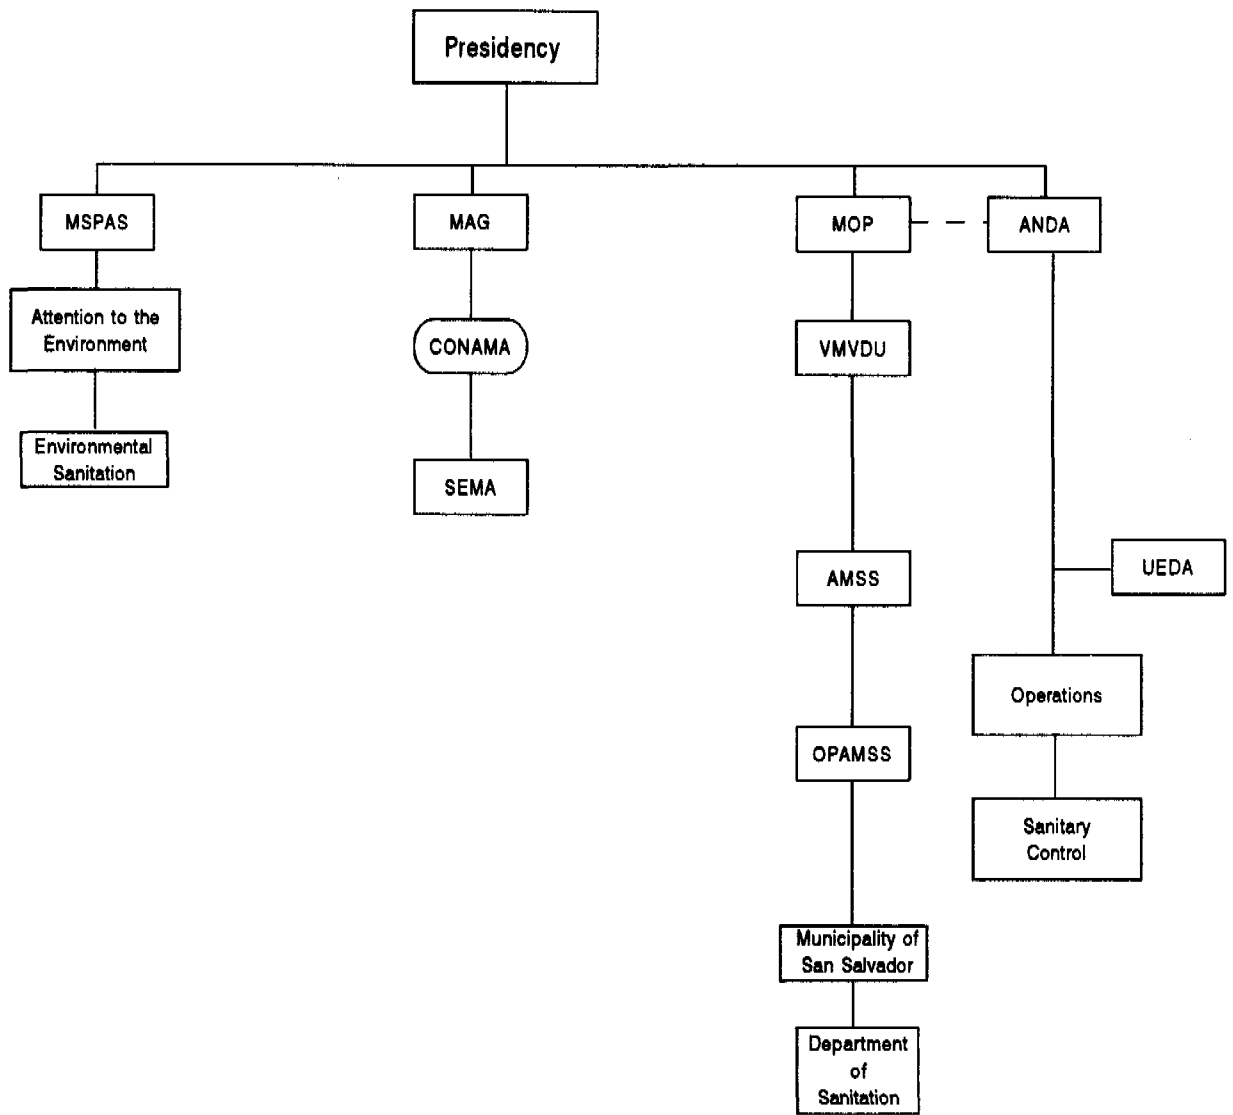 Presidency
MSPAS
MAG
MOP
ANDA
Attention to the
Environment
CONAMA
VMVDU
Environmental
Sanitation
SEMA
AMSS
UEDA
Operations
OPAMSS
Sanitary
Control
Municipality of
San Salvador
Department
of
Sanitation